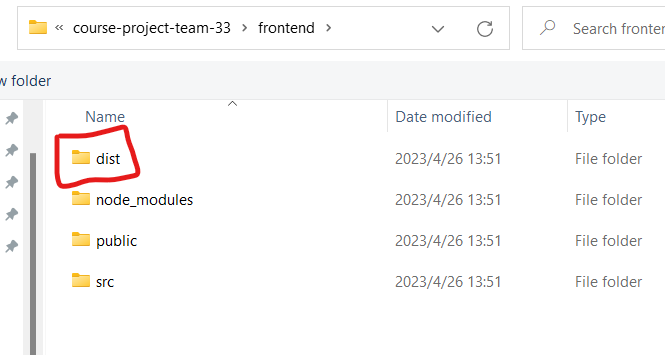 « course-project-team-33 > frontend > Search fronten
w folder
Name Date modified Type
dist 2023/4/26 13:51 File folder
node_modules 2023/4/26 13:51 File folder
public 2023/4/26 13:51 File folder
src 2023/4/26 13:51 File folder